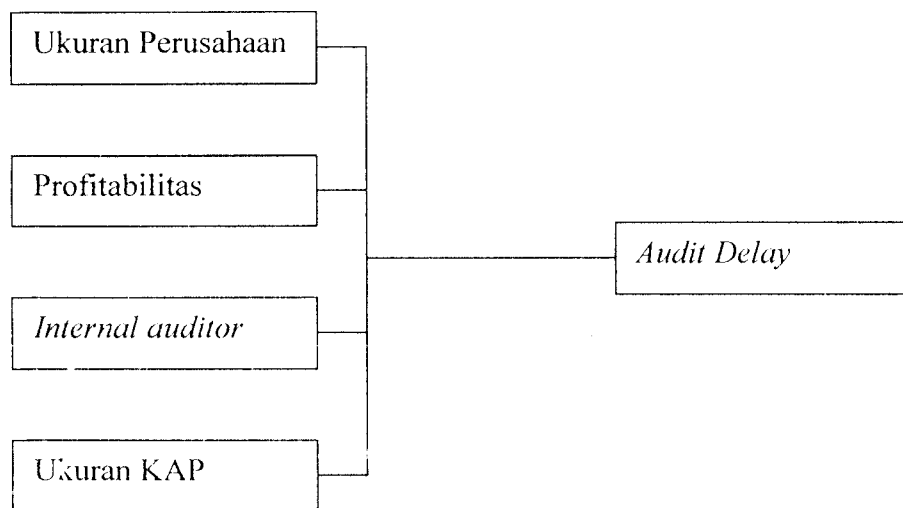 Ukuran Perusahaan
Profitabilitas
Audit Delay
Internal auditor
Ukuran KAP